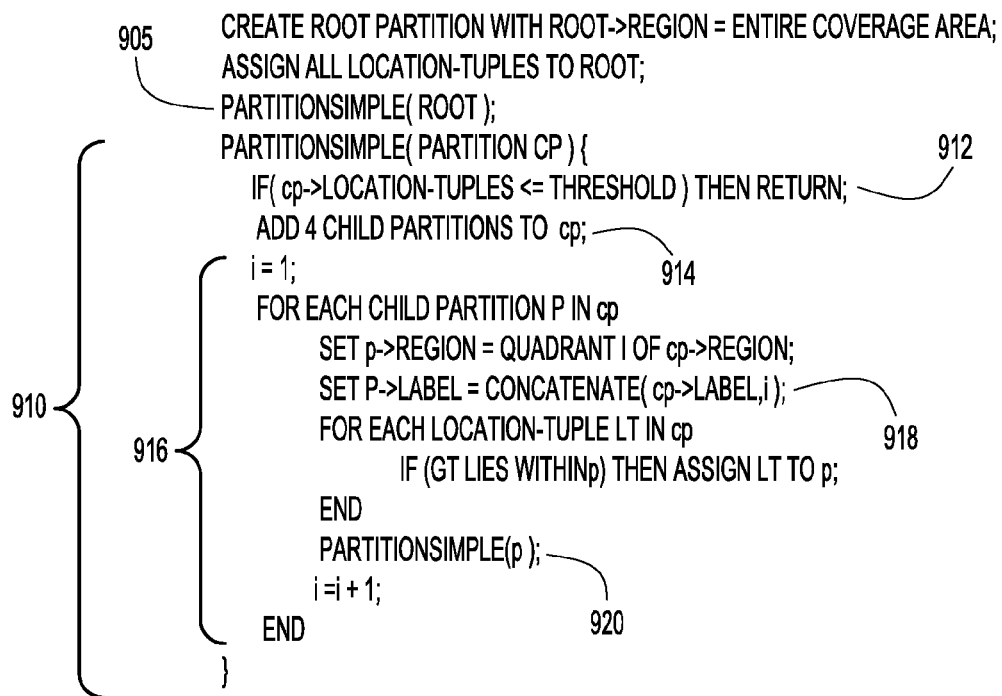 CREATE ROOT PARTITION WITH ROOT->REGION = ENTIRE COVERAGE AREA;
905
ASSIGN ALL LOCATION-TUPLES TO ROOT;
PARTITIONSIMPLE( ROOT );
PARTITIONSIMPLE( PARTITION CP ) {
912
IF( cp->LOCATION-TUPLES <= THRESHOLD ) THEN RETURN;
ADD 4 CHILD PARTITIONS TO cp;
914
i = 1;
FOR EACH CHILD PARTITION P IN cp
SET p->REGION = QUADRANT I OF cp->REGION;
SET P->LABEL = CONCATENATE( cp->LABEL,i );
910
918
FOR EACH LOCATION-TUPLE LT IN cp
916
IF (GT LIES WITHINp) THEN ASSIGN LT TO p;
END
PARTITIONSIMPLE(p );
i =i + 1;
920
END
}